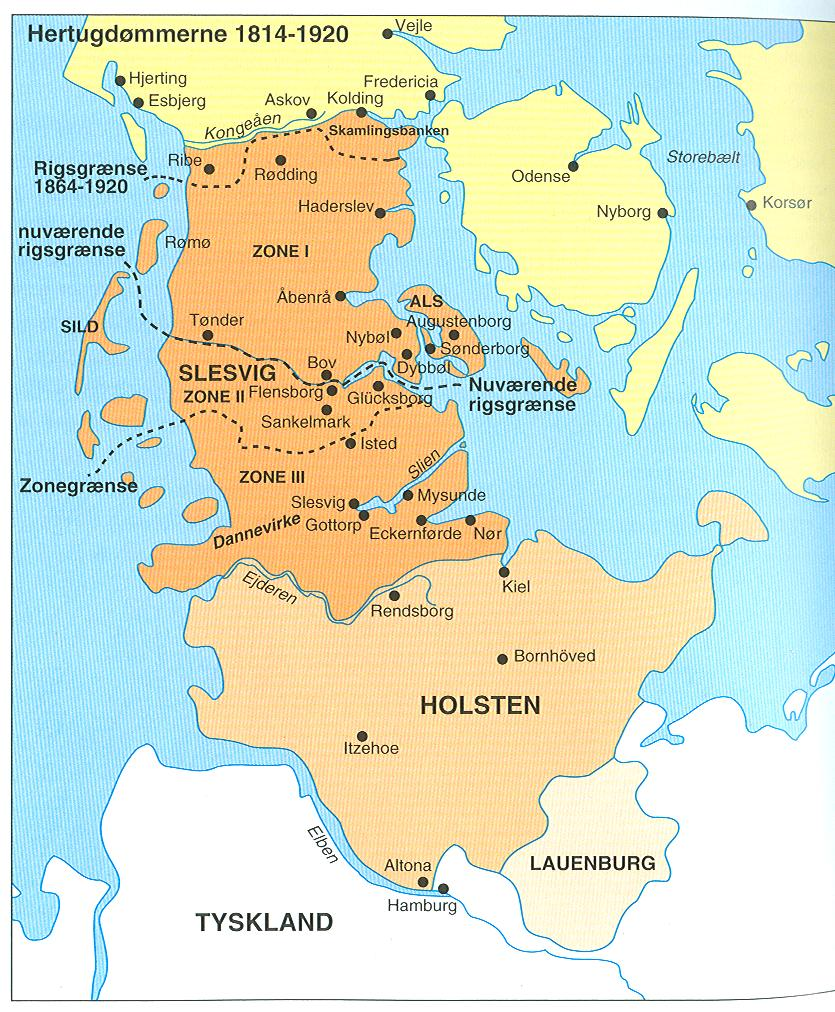 Hertugdømmerne 1814-1920
Vejle
Hjerting
Esbjerg
Fredericia
Askov
Kolding
Kongeåen
Skamlingsbanken
Ribe
Rødding
Rigsgrænse
1864-1920
Odense
Storebælt
Nyborg
Korsør
Haderslev
nuværende
rigsgrænse
Rømø
ZONE I
Åbenrå
ALS
SILD
Tønder
Augustenborg
Nybøl
Sønderborg
Dybbøl
Bov
SLESVIG
Flensborg
ZONE II
Glücksborg
Nuværende
rigsgrænse
Sankelmark
Isted
Zonegrænse
ZONE III
Slien
Slesvig
Mysunde
Gottorp
Dannevirke
Eckernførde
Nør
Ejderen
Kiel
Rendsborg
Bornhöved
HOLSTEN
Itzehoe
Elben
Altona
LAUENBURG
Hamburg
TYSKLAND